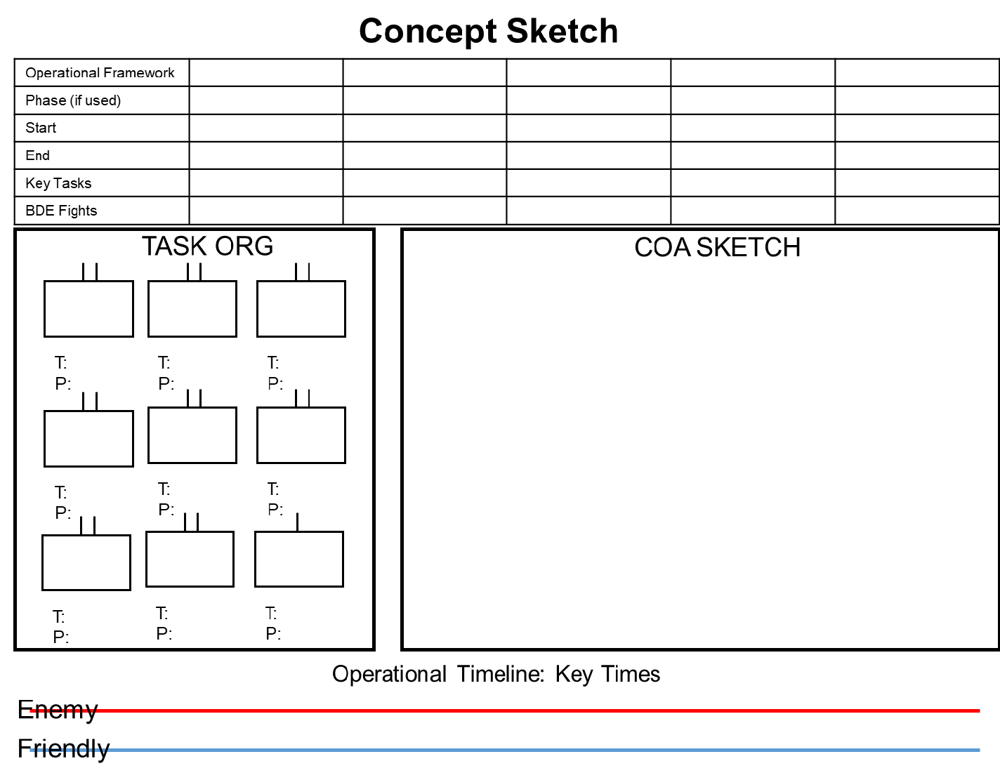 Concept Sketch
Operational Framework
Phase (if used)
Start
End
Key Tasks
BDE Fights
TASK ORG
T:
P:
T:
P:
T:
P:
T:
P:
T:
P:
T:
P:
T:
P:
T:
P:
T:
P:
COA SKETCH
Operational Timeline: Key Times
Enemy
Friendly